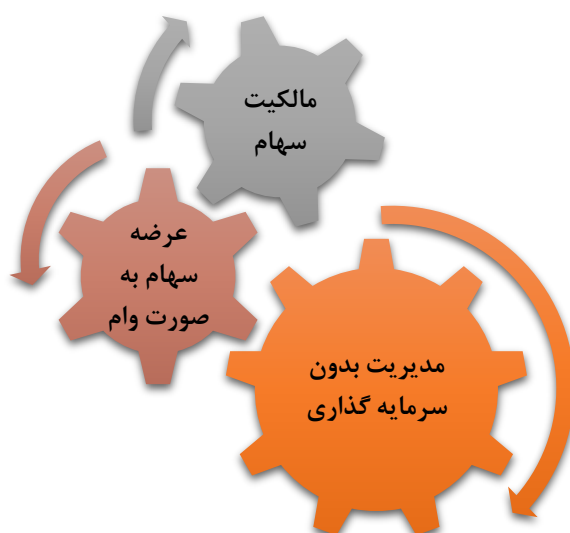 مالکیت
سهام
عرضه
سهام به
صورت وام
مدیریت بدون
سرمایه گذاری